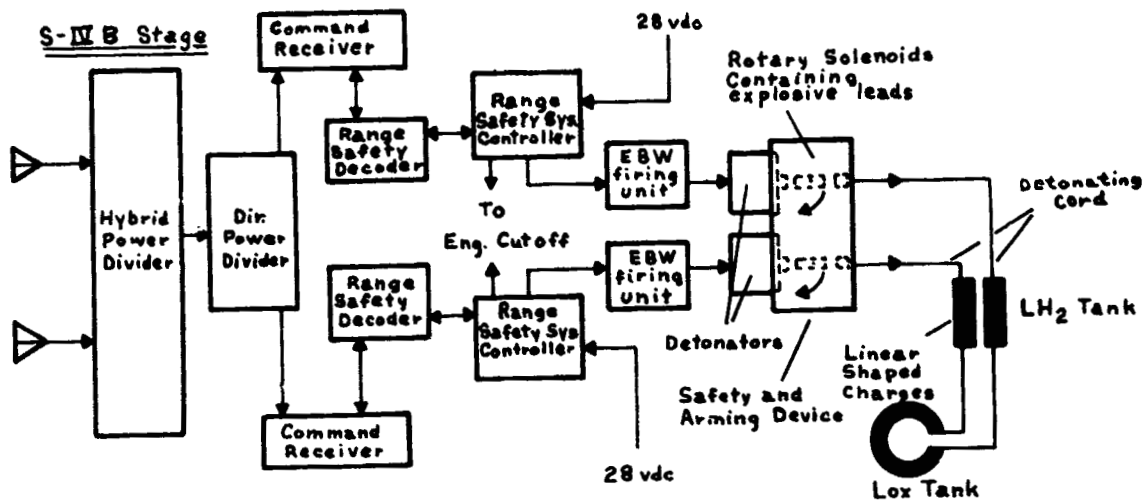 S-IV B Stage
Command
Receiver
28 vdc
Rotary Solenoids
Containing
explosive leads
Range
Safety Sys
Controller
Range
Safety
Decoder
EBW
firing
unit
Detonating
Cord
Hybrid
Power
Divider
Dir.
Power
Divider
To
Eng. Cutoff
EBW
firing
unit
Range
Safety
Decoder
Range
Safety Sys
Controller
LH2 Tank
Detonators
Linear
Shaped
Charges
Safety and
Arming Device
Command
Receiver
28 vdc
Lox Tank